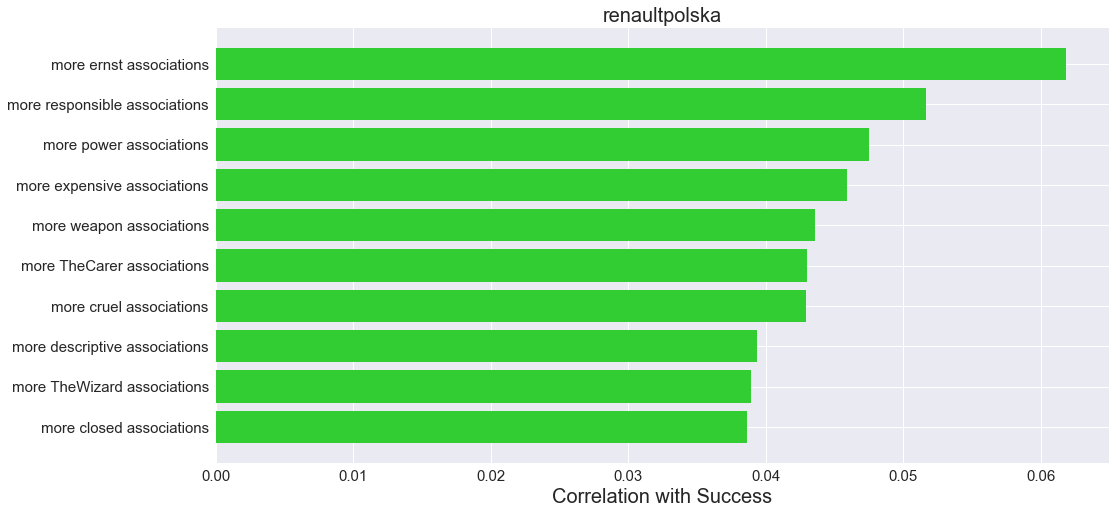 renaultpolska
more ernst associations
more responsible associations
more power associations
more expensive associations
more weapon associations
more TheCarer associations
more cruel associations
more descriptive associations
more TheWizard associations
more closed associations
0.00 0.01 0.02 0.03 0.04 0.05 0.06
Correlation with Success